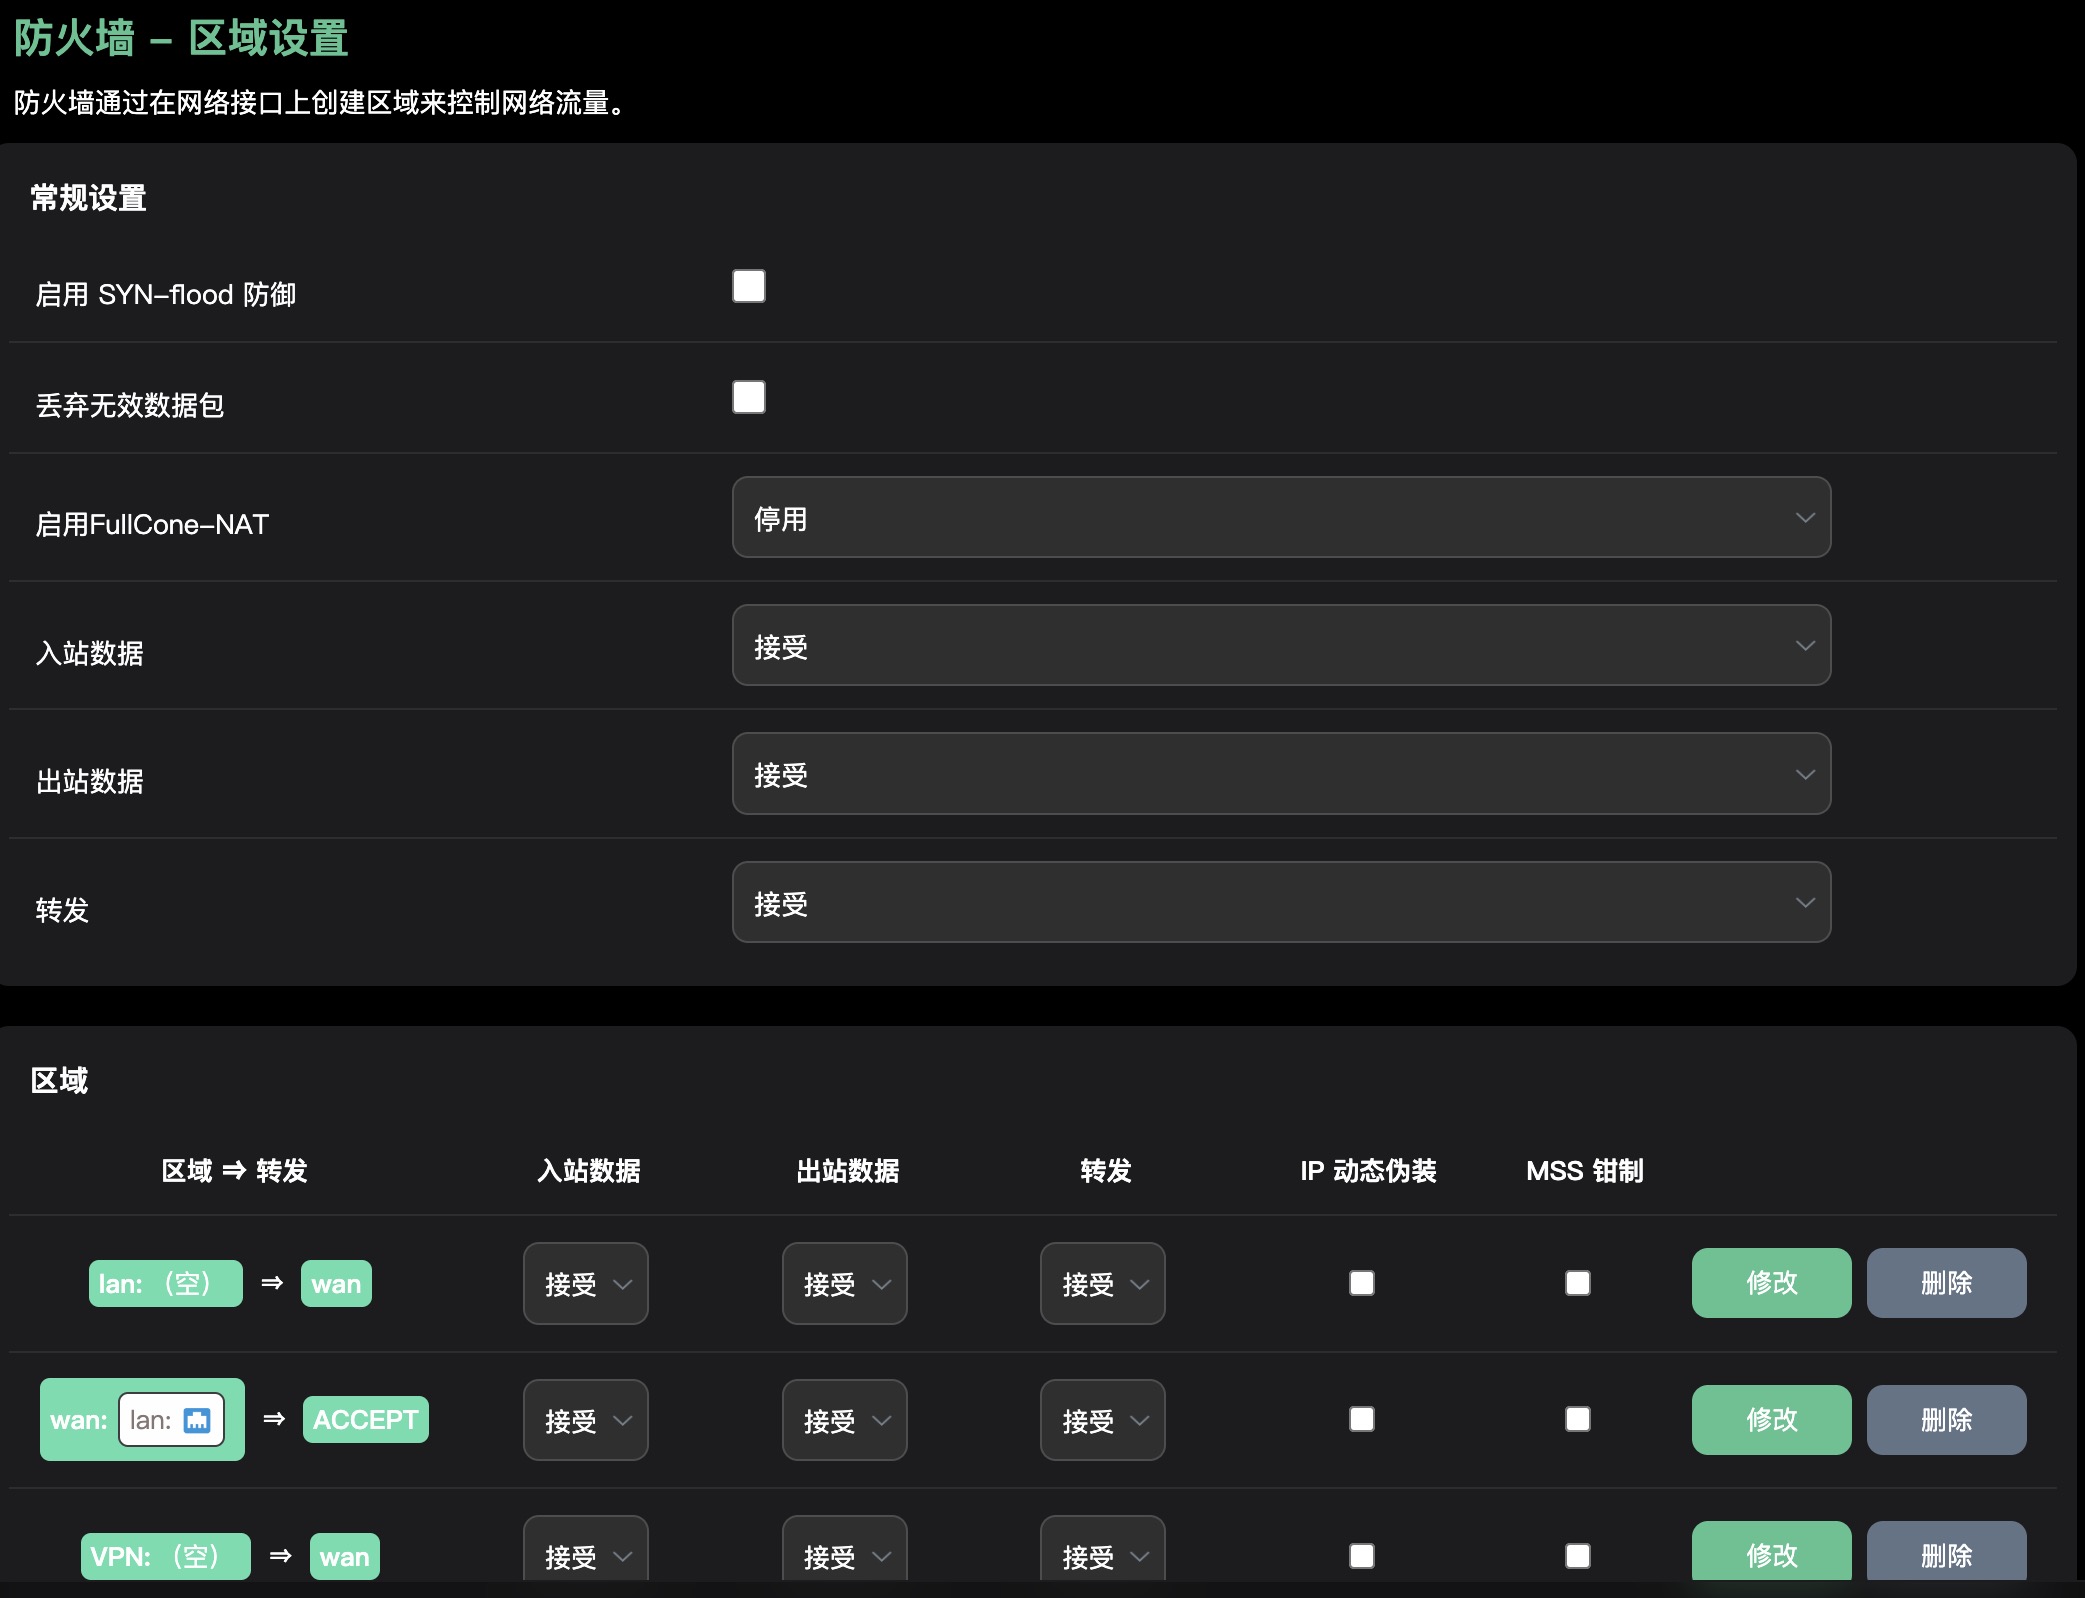 防火墙 – 区域设置
防火墙通过在网络接口上创建区域来控制网络流量。
常规设置
启用 SYN-flood 防御
丢弃无效数据包
启用FullCone-NAT 停用
入站数据 接受
出站数据 接受
转发 接受
区域
区域 ⇒ 转发 入站数据 出站数据 转发 IP 动态伪装 MSS 钳制
lan: （空） ⇒ wan 接受 接受 接受 修改 删除
wan: lan: ⇒ ACCEPT 接受 接受 接受 修改 删除
VPN: （空） ⇒ wan 接受 接受 接受 修改 删除